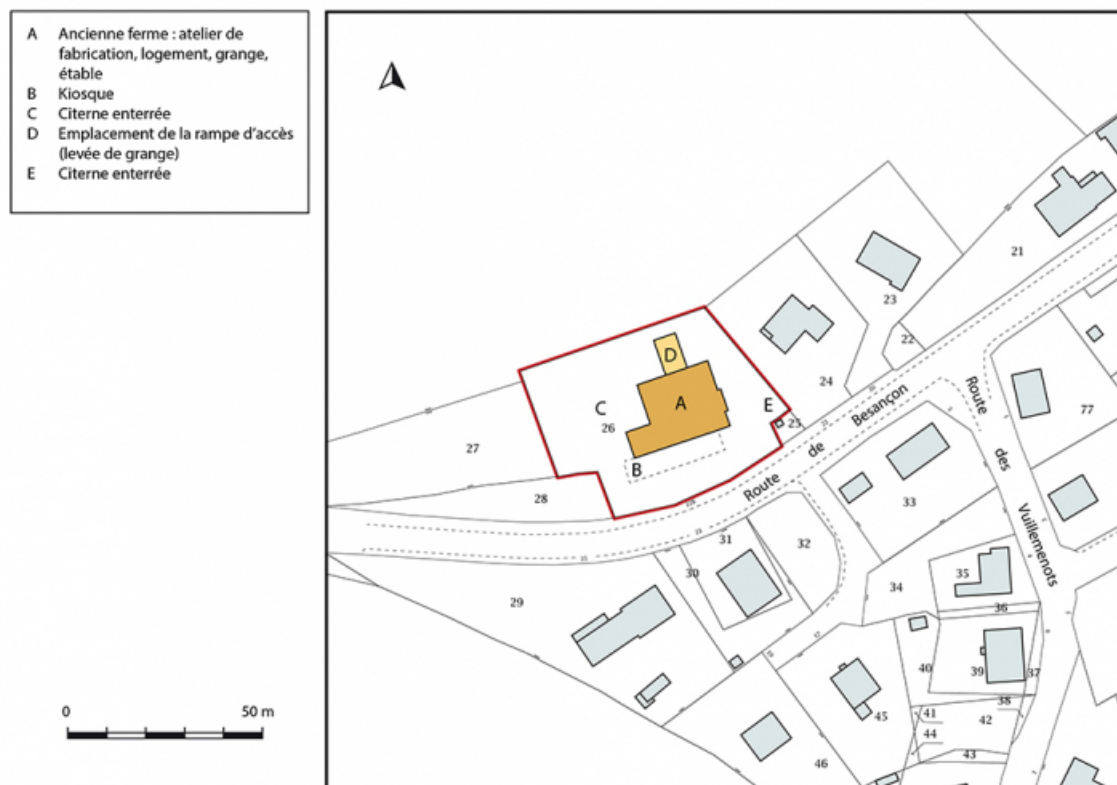 A Ancienne ferme : atelier de
fabrication, logement, grange,
étable
B Kiosque
C Citerne enterrée
D Emplacement de la rampe d'accès
(levée de grange)
E Citerne enterrée
0 50 m
21
23
22
24
D
A
E
25
C
26
B
27
28
Route de Besançon
Route des Vuillemenots
77
33
32
31
30
29
34
35
36
40
39
37
38
41
42
44
43
45
46